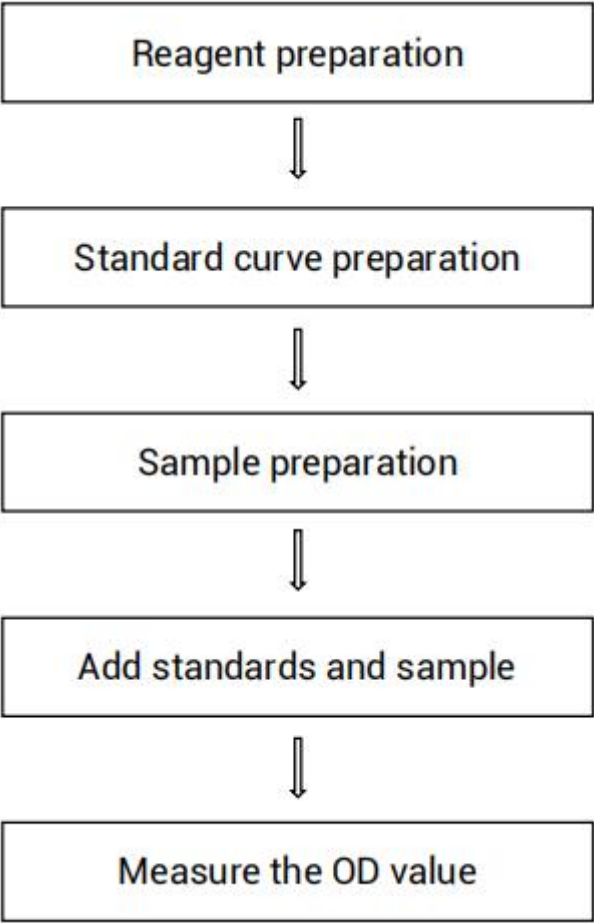 Reagent preparation
Standard curve preparation
Sample preparation
Add standards and sample
Measure the OD value